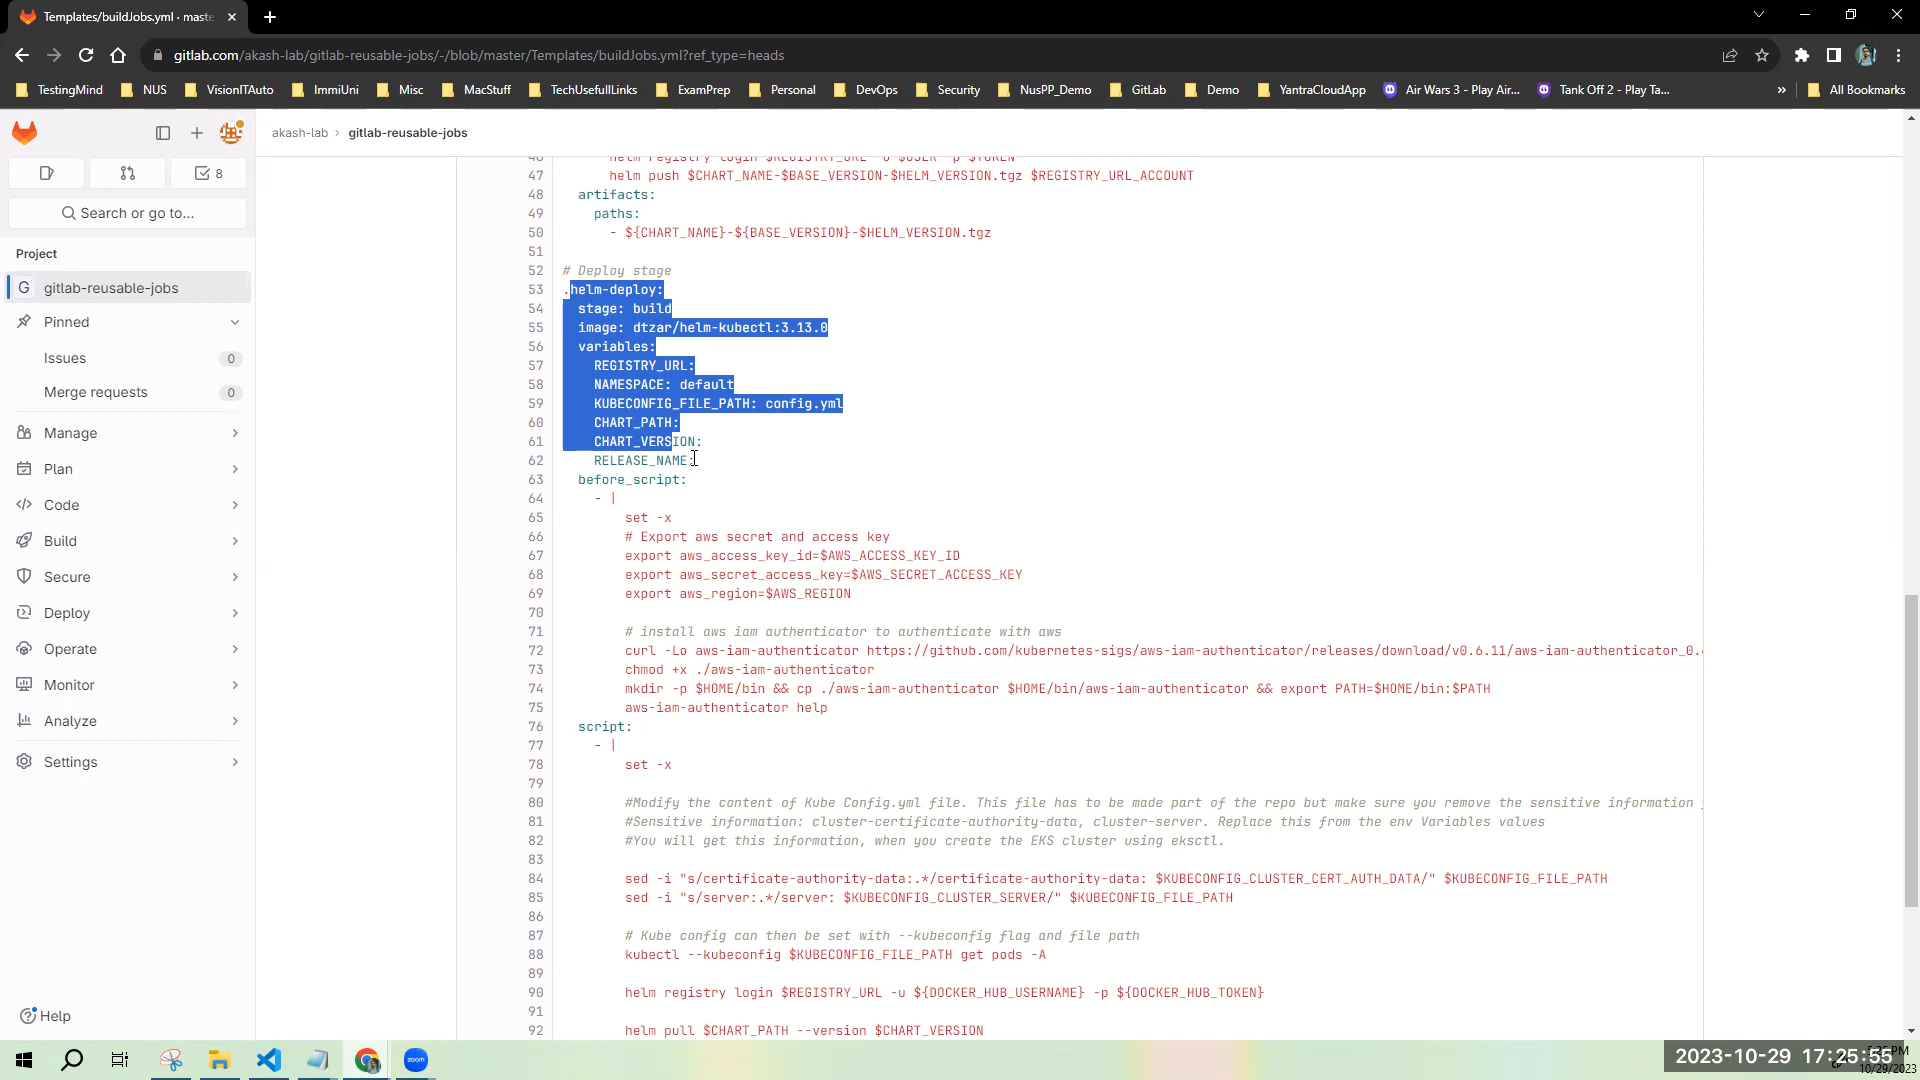 Templates/buildJobs.yml · maste
gitlab.com/akash-lab/gitlab-reusable-jobs/-/blob/master/Templates/buildJobs.yml?ref_type=heads
TestingMind NUS VisionITAuto ImmiUni Misc MacStuff TechUsefullLinks ExamPrep Personal DevOps Security NusPP_Demo GitLab Demo YantraCloudApp Air Wars 3 - Play Air... Tank Off 2 - Play Ta... » All Bookmarks
akash-lab › gitlab-reusable-jobs
8
Search or go to...
Project
G gitlab-reusable-jobs
Pinned
Issues 0
Merge requests 0
Manage
Plan
Code
Build
Secure
Deploy
Operate
Monitor
Analyze
Settings
Help
46 helm registry login $REGISTRY_URL -u $USER -p $TOKEN
47 helm push $CHART_NAME-$BASE_VERSION-$HELM_VERSION.tgz $REGISTRY_URL_ACCOUNT
48 artifacts:
49 paths:
50 - ${CHART_NAME}-${BASE_VERSION}-$HELM_VERSION.tgz
51
52 # Deploy stage
53 .helm-deploy:
54 stage: build
55 image: dtzar/helm-kubectl:3.13.0
56 variables:
57 REGISTRY_URL:
58 NAMESPACE: default
59 KUBECONFIG_FILE_PATH: config.yml
60 CHART_PATH:
61 CHART_VERSION:
62 RELEASE_NAME:
63 before_script:
64 - |
65 set -x
66 # Export aws secret and access key
67 export aws_access_key_id=$AWS_ACCESS_KEY_ID
68 export aws_secret_access_key=$AWS_SECRET_ACCESS_KEY
69 export aws_region=$AWS_REGION
70
71 # install aws iam authenticator to authenticate with aws
72 curl -Lo aws-iam-authenticator https://github.com/kubernetes-sigs/aws-iam-authenticator/releases/download/v0.6.11/aws-iam-authenticator_0.
73 chmod +x ./aws-iam-authenticator
74 mkdir -p $HOME/bin && cp ./aws-iam-authenticator $HOME/bin/aws-iam-authenticator && export PATH=$HOME/bin:$PATH
75 aws-iam-authenticator help
76 script:
77 - |
78 set -x
79
80 #Modify the content of Kube Config.yml file. This file has to be made part of the repo but make sure you remove the sensitive information
81 #Sensitive information: cluster-certificate-authority-data, cluster-server. Replace this from the env Variables values
82 #You will get this information, when you create the EKS cluster using eksctl.
83
84 sed -i "s/certificate-authority-data:.*/certificate-authority-data: $KUBECONFIG_CLUSTER_CERT_AUTH_DATA/" $KUBECONFIG_FILE_PATH
85 sed -i "s/server:.*/server: $KUBECONFIG_CLUSTER_SERVER/" $KUBECONFIG_FILE_PATH
86
87 # Kube config can then be set with --kubeconfig flag and file path
88 kubectl --kubeconfig $KUBECONFIG_FILE_PATH get pods -A
89
90 helm registry login $REGISTRY_URL -u ${DOCKER_HUB_USERNAME} -p ${DOCKER_HUB_TOKEN}
91
92 helm pull $CHART_PATH --version $CHART_VERSION
zoom
2023-10-29 17:25:55
10/29/2023